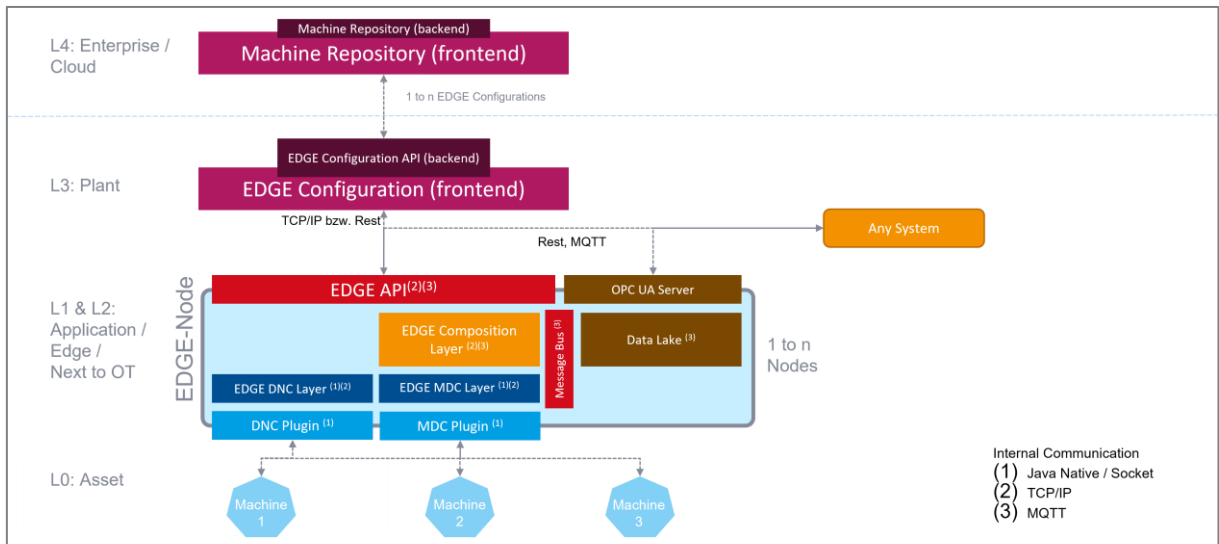 Machine Repository (backend)
Machine Repository (frontend)
L4: Enterprise /
Cloud
1 to n EDGE Configurations
EDGE Configuration API (backend)
EDGE Configuration (frontend)
L3: Plant
TCP/IP bzw. Rest
Rest, MQTT
Any System
EDGE API(2)(3)
OPC UA Server
L1 & L2:
Application /
Edge /
Next to OT
EDGE-Node
EDGE Composition
Layer (2)(3)
Message Bus (3)
Data Lake (3)
1 to n
Nodes
EDGE DNC Layer (1)(2)
EDGE MDC Layer (1)(2)
DNC Plugin (1)
MDC Plugin (1)
L0: Asset
Machine
1
Machine
2
Machine
3
Internal Communication
(1) Java Native / Socket
(2) TCP/IP
(3) MQTT